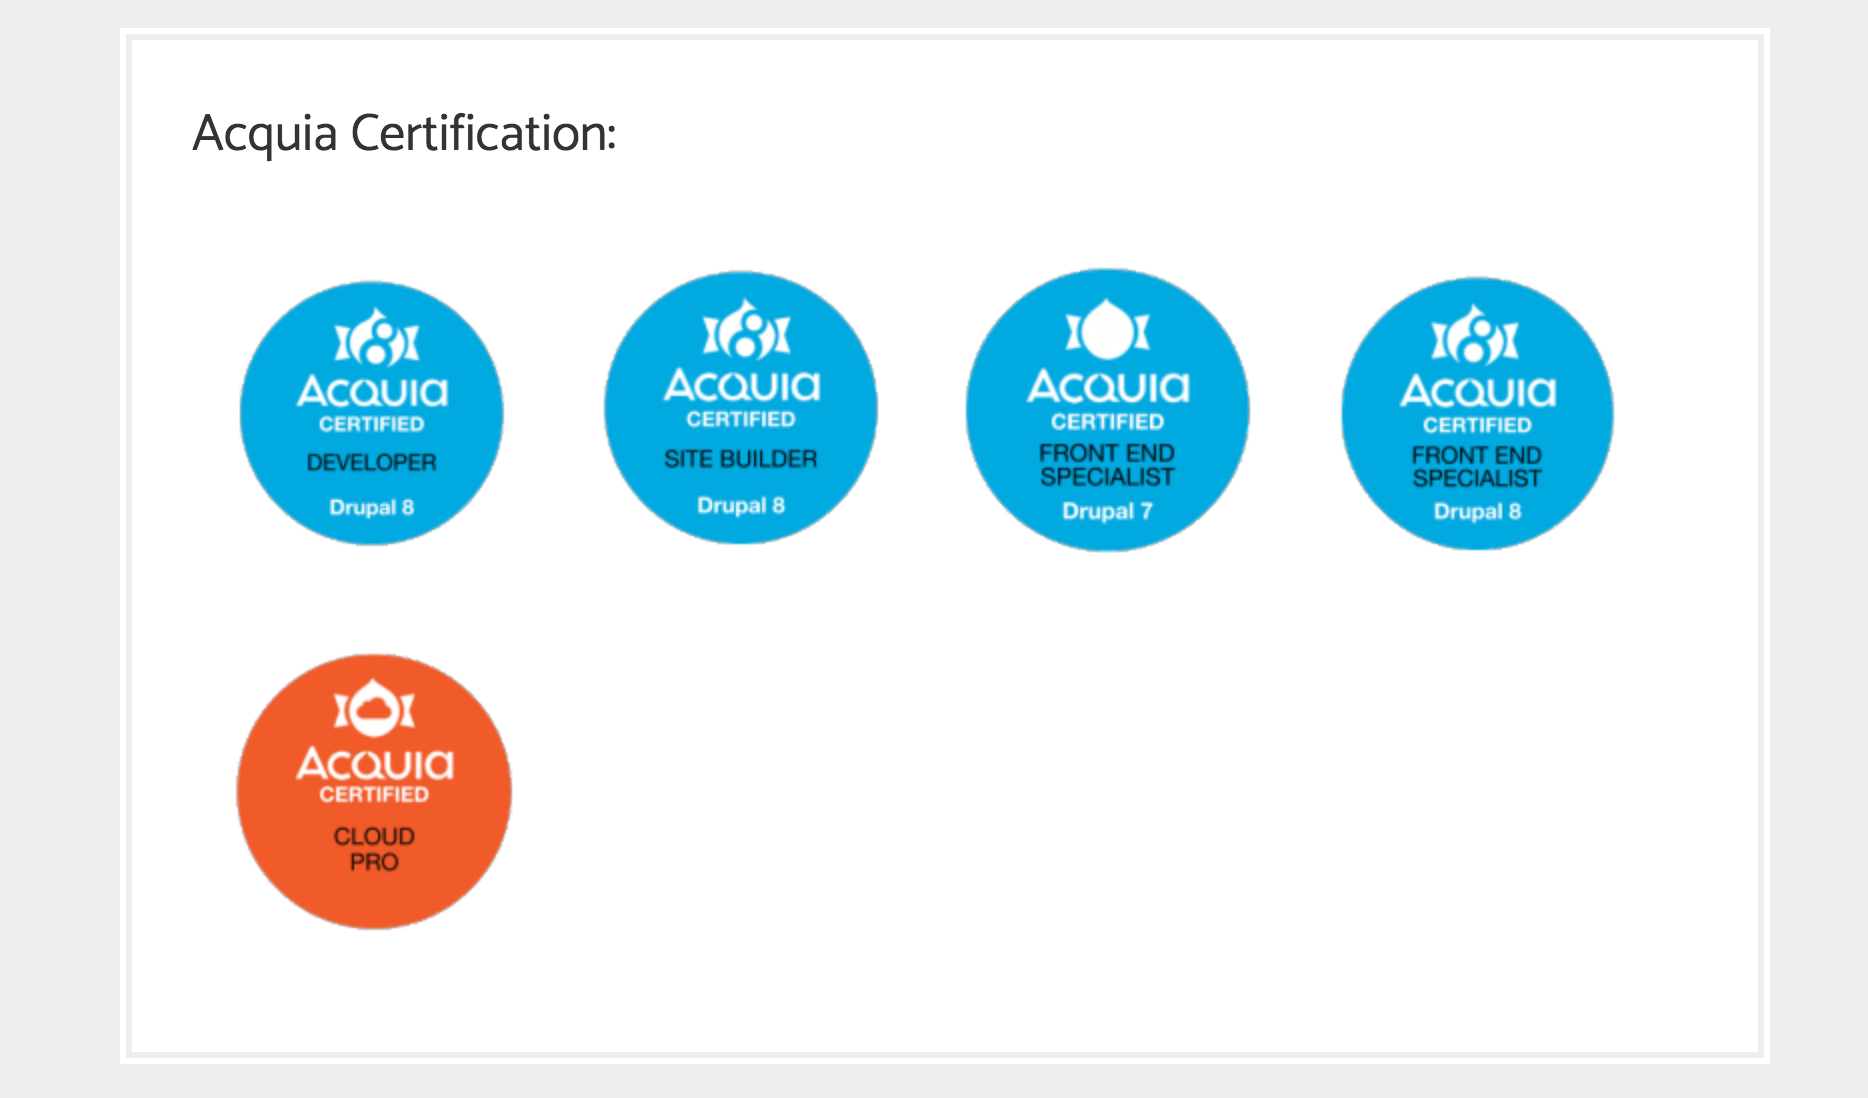 Acquia Certification:
ACQUIA
CERTIFIED
DEVELOPER
Drupal 8
ACQUIA
CERTIFIED
SITE BUILDER
Drupal 8
ACQUIA
CERTIFIED
FRONT END
SPECIALIST
Drupal 7
ACQUIA
CERTIFIED
FRONT END
SPECIALIST
Drupal 8
ACQUIA
CERTIFIED
CLOUD
PRO